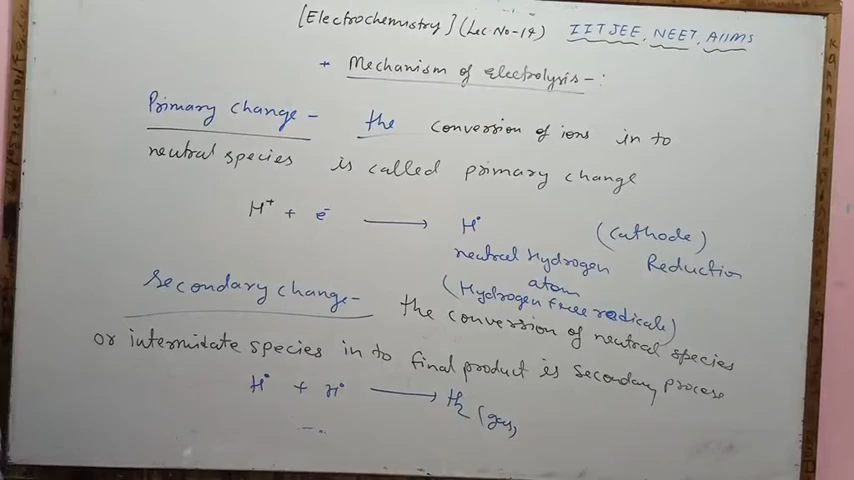 [Electrochemistry] (Lec No-14) IITJEE, NEET, AIIMS
+ Mechanism of Electrolysis-:
Primary change- the conversion of ions in to
neutral species is called primary change
H⁺ + e⁻ ⟶ H• (Cathode)
neutral Hydrogen Reduction
atom
(Hydrogen free radicale)
Secondary change- the conversion of neutral species
or intermidate species in to final product is secondary process
H• + H• ⟶ H₂ (gas)